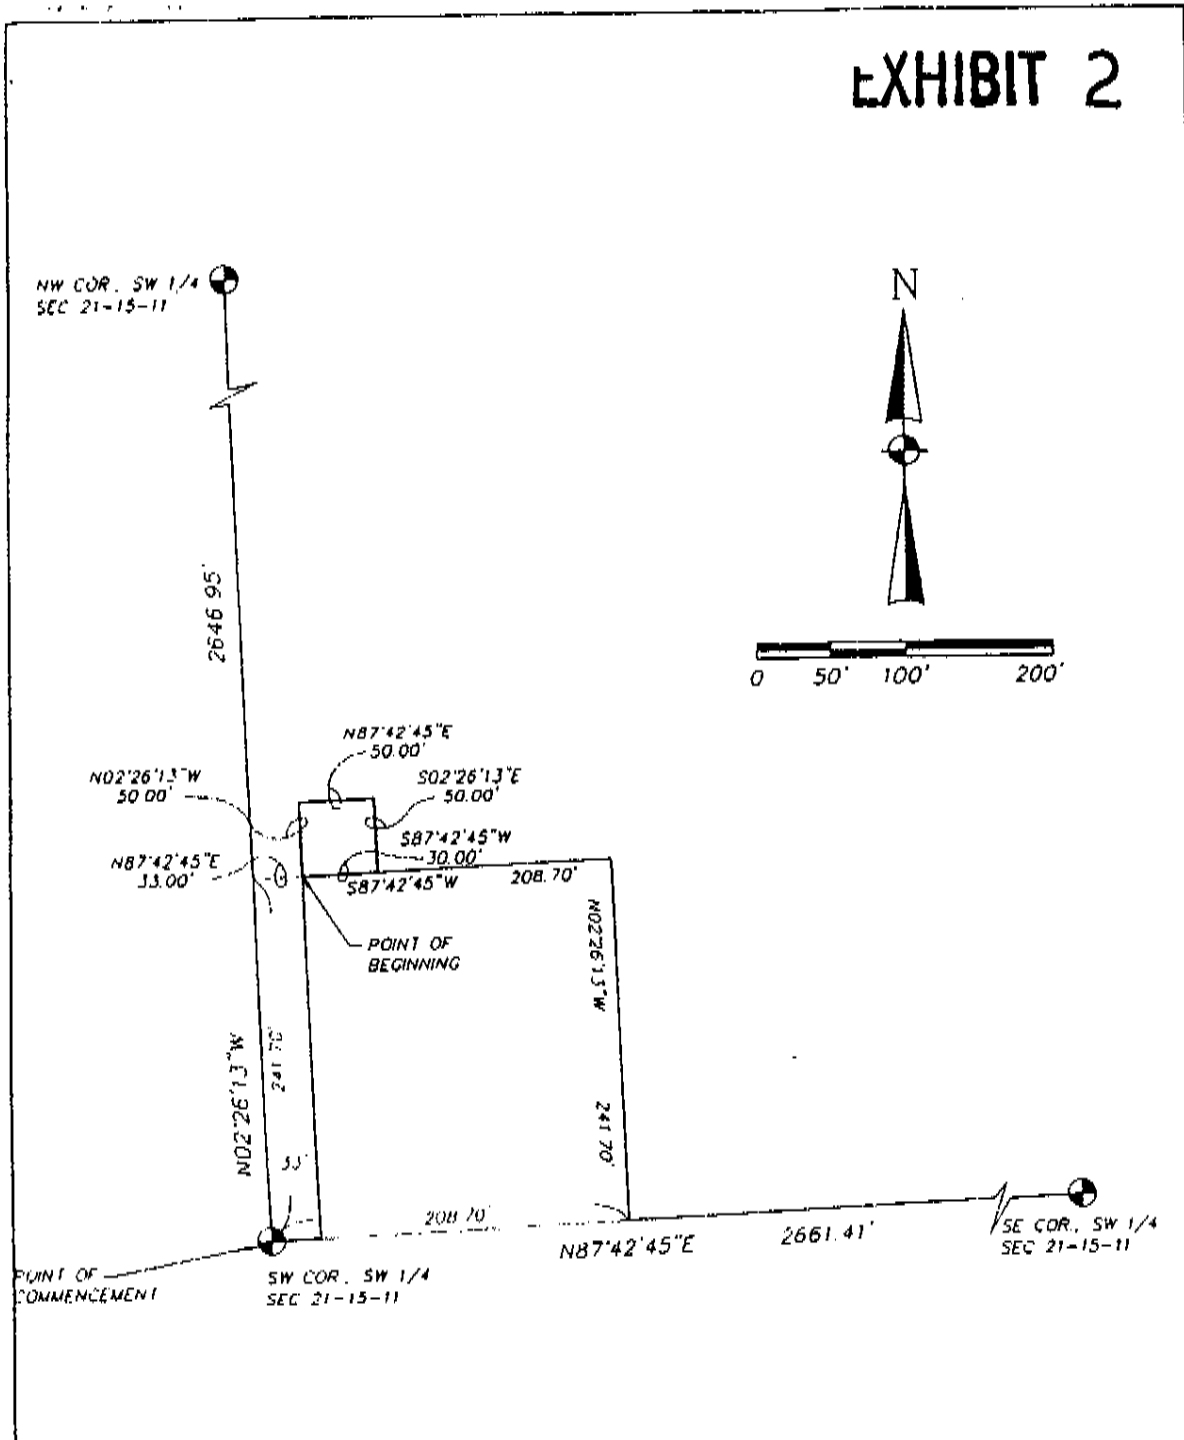 EXHIBIT 2
NW COR. SW 1/4
SEC 21-15-11
N
2646 95'
0 50' 100' 200'
N87°42'45"E
50.00'
N02°26'13"W
50 00'
S02°26'13"E
50.00'
S87°42'45"W
30.00'
N87°42'45"E
33.00'
S87°42'45"W
208.70'
POINT OF
BEGINNING
N02°26'13"W
241 70'
N02°26'13"W
241.70'
33'
208 70'
N87°42'45"E
2661.41'
SE COR., SW 1/4
SEC 21-15-11
POINT OF
COMMENCEMENT
SW COR. SW 1/4
SEC 21-15-11